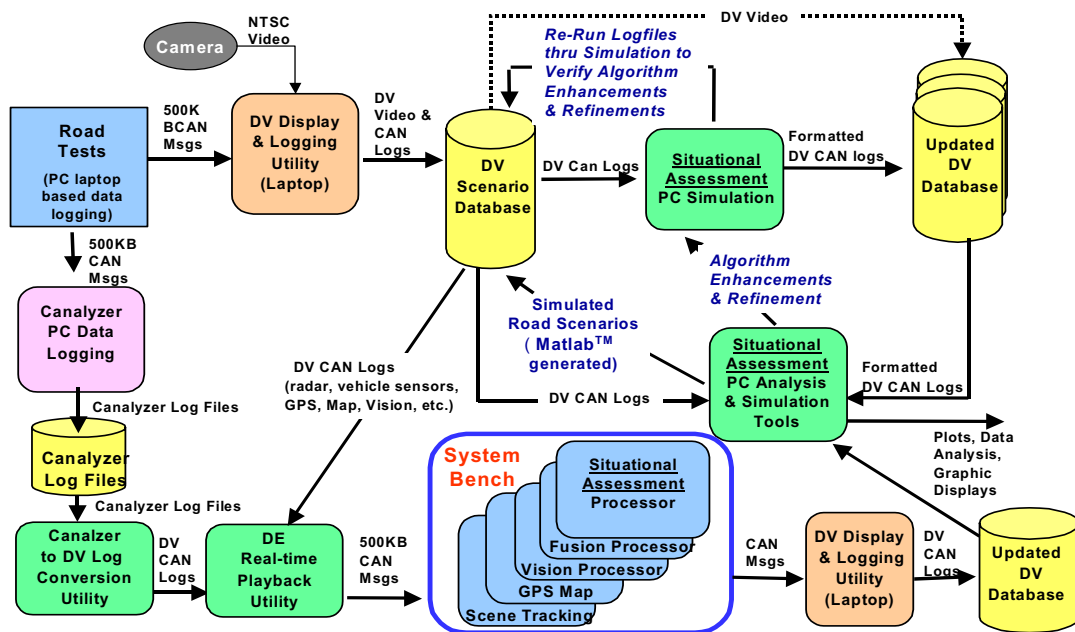 NTSC
Video
Camera
DV Video
Re-Run Logfiles
thru Simulation to
Verify Algorithm
Enhancements
& Refinements
Road
Tests
(PC laptop
based data
logging)
500K
BCAN
Msgs
DV Display
& Logging
Utility
(Laptop)
DV
Video &
CAN
Logs
DV
Scenario
Database
DV Can Logs
Situational
Assessment
PC Simulation
Formatted
DV CAN logs
Updated
DV
Database
500KB
CAN
Msgs
Canalyzer
PC Data
Logging
Simulated
Road Scenarios
( Matlab™
generated)
Algorithm
Enhancements
& Refinement
Situational
Assessment
PC Analysis
& Simulation
Tools
Formatted
DV CAN Logs
DV CAN Logs
(radar, vehicle sensors,
GPS, Map, Vision, etc.)
DV CAN Logs
Canalyzer Log Files
Canalyzer
Log Files
Canalyzer Log Files
Plots, Data
Analysis,
Graphic
Displays
System
Bench
Situational
Assessment
Processor
Fusion Processor
Vision Processor
GPS Map
Scene Tracking
Canalzer
to DV Log
Conversion
Utility
DV
CAN
Logs
DE
Real-time
Playback
Utility
500KB
CAN
Msgs
CAN
Msgs
DV Display
& Logging
Utility
(Laptop)
DV
CAN
Logs
Updated
DV
Database